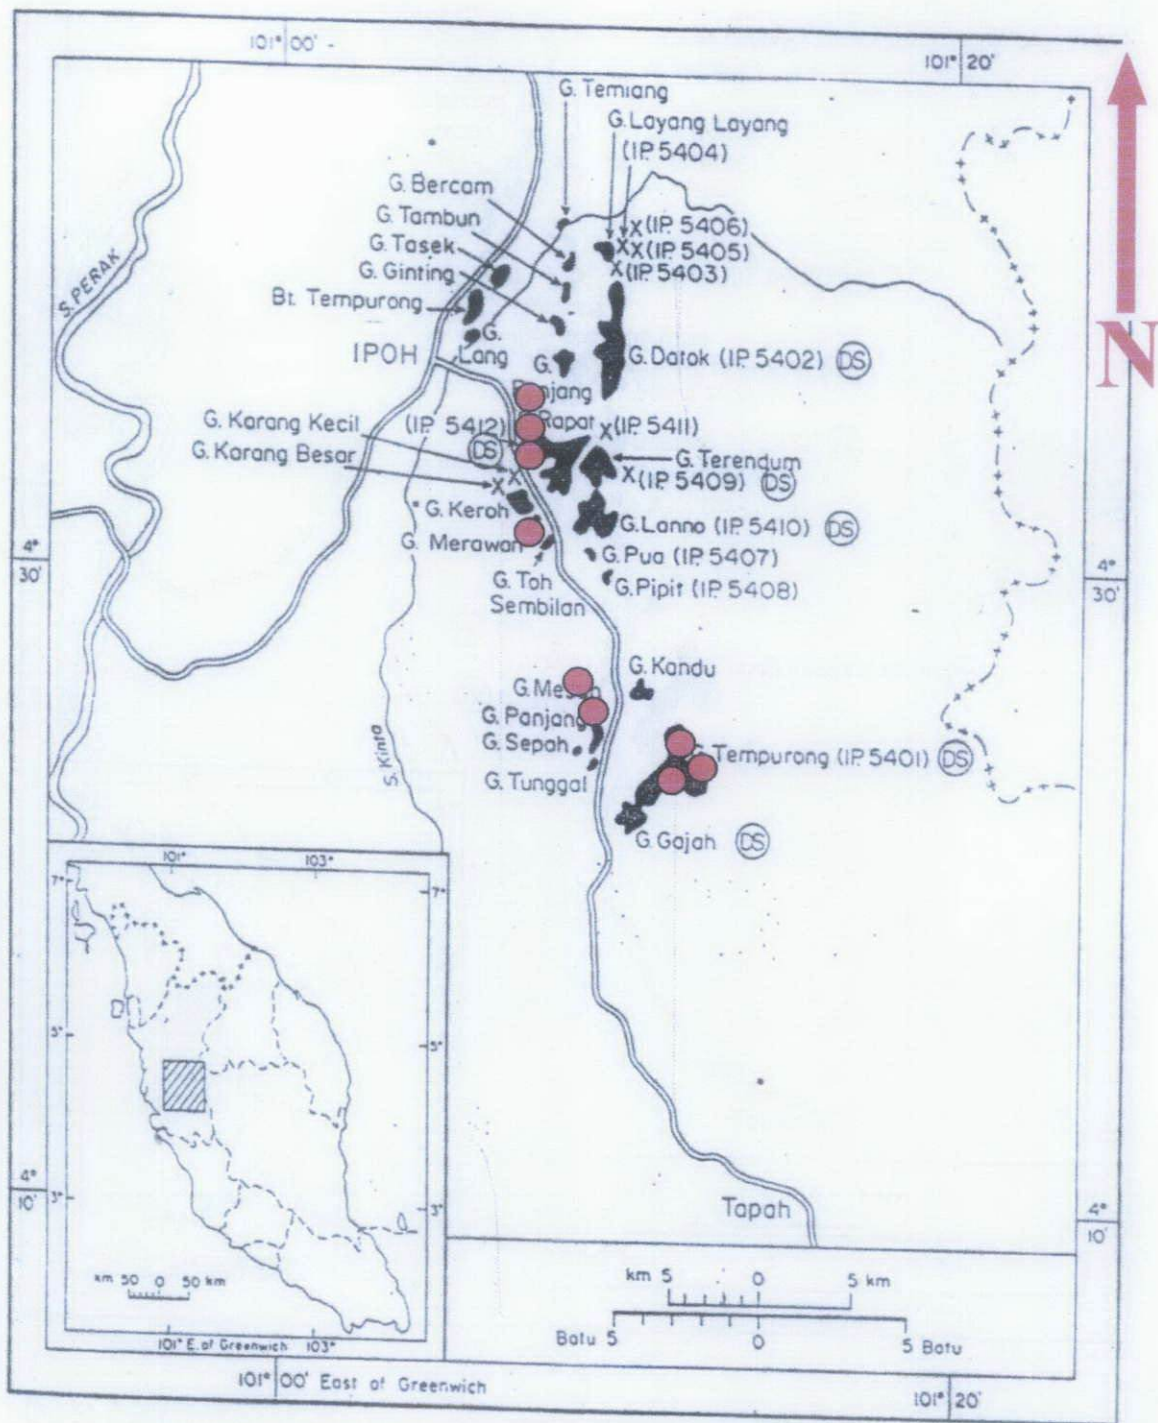 101° 00'
101° 20'
G. Temiang
G. Layang Layang
(I.P. 5404)
G. Bercam
G. Tambun
G. Tasek
G. Ginting
Bt. Tempurong
X(I.P. 5406)
XX(I.P. 5405)
X(I.P. 5403)
S. PERAK
N
IPOH
G.
Lang
G.
njang
G. Datok (I.P. 5402) DS
G. Karang Kecil
G. Karang Besar
(I.P. 5412)
DS
Rapat
X(I.P. 5411)
G. Terendum
X(I.P. 5409) DS
X X
G. Keroh
G. Lanno (I.P. 5410) DS
G. Merawan
G. Pua (I.P. 5407)
G. Toh
Sembilan
G. Pipit (I.P. 5408)
4°
30'
4°
30'
G. Kandu
G. Mes
G. Panjang
G. Sepah
G. Tunggal
S. Kinta
Tempurong (I.P. 5401) DS
G. Gajah DS
101° 103°
7° 7°
5° 5°
3° 3°
km 50 0 50 km
101° E. of Greenwich 103°
4°
10'
Tapah
4°
10'
km 5 0 5 km
Batu 5 0 5 Batu
101° 00' East of Greenwich
101° 20'